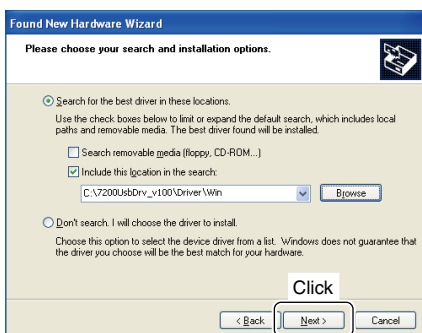 Found New Hardware Wizard
Please choose your search and installation options.
Search for the best driver in these locations.
Use the check boxes below to limit or expand the default search, which includes local
paths and removable media. The best driver found will be installed.
Search removable media (floppy, CD-ROM...)
Include this location in the search:
C:\7200UsbDrv_v100\Driver\Win
Browse
Don't search. I will choose the driver to install.
Choose this option to select the device driver from a list. Windows does not guarantee that
the driver you choose will be the best match for your hardware.
Click
< Back
Next >
Cancel